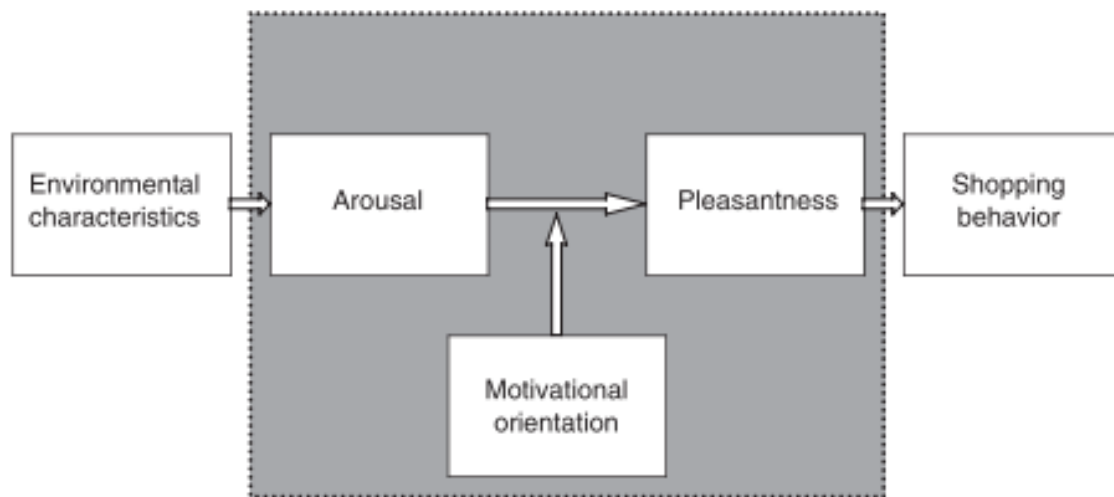 Environmental
characteristics
Arousal
Pleasantness
Shopping
behavior
Motivational
orientation